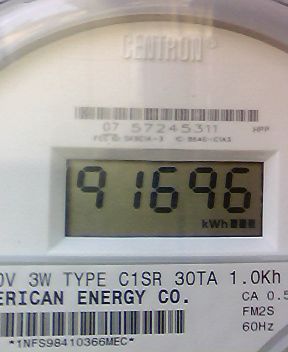 CENTRON®
07 57245311 HPP
91696
kWh
0V 3W TYPE C1SR 30TA 1.0Kh
ERICAN ENERGY CO. CA 0.5
FM2S
60Hz
*1NFS98410366MEC*